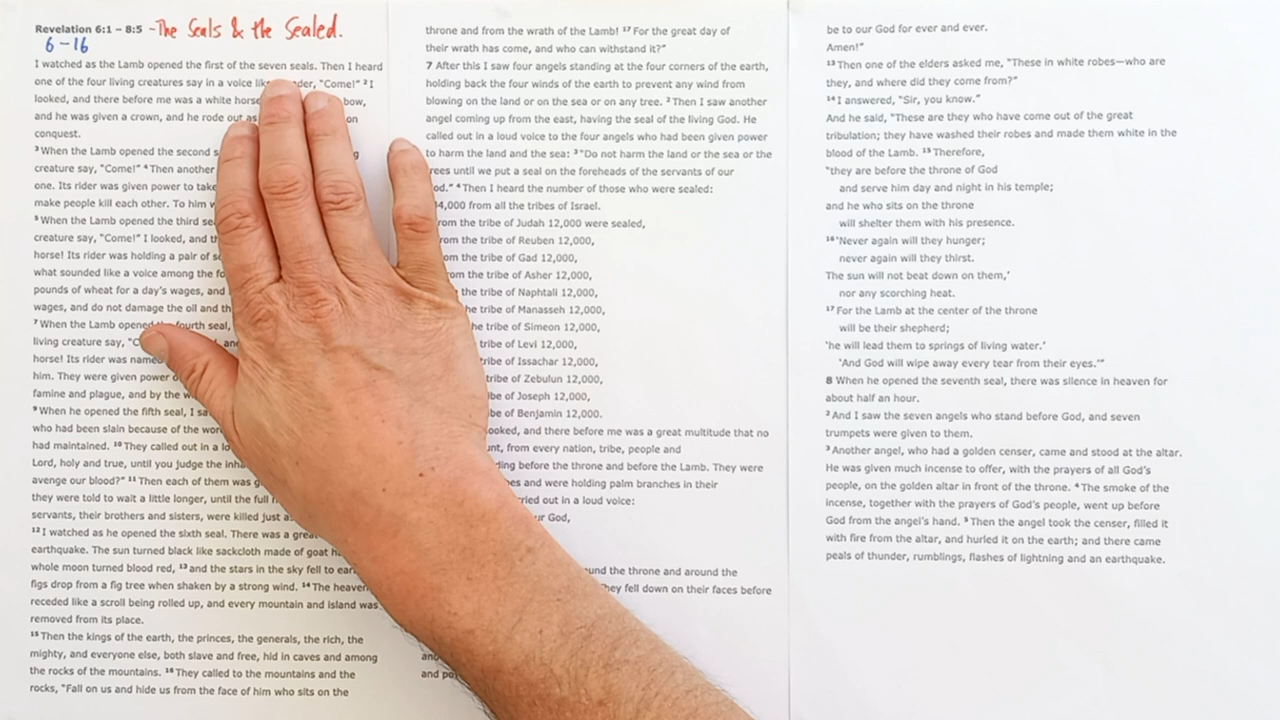 Revelation 6:1 – 8:5 - The Seals & the Sealed.
6-16
I watched as the Lamb opened the first of the seven seals. Then I heard
one of the four living creatures say in a voice like "Come!" ² I
looked, and there before me was a white horse bow,
and he was given a crown, and he rode out as on
conquest.
³ When the Lamb opened the second
creature say, "Come!" ⁴ Then another
one. Its rider was given power to take
make people kill each other. To him
⁵ When the Lamb opened the third
creature say, "Come!" I looked, and
horse! Its rider was holding a pair of
what sounded like a voice among the
pounds of wheat for a day's wages, and
wages, and do not damage the oil and
⁷ When the Lamb opened the fourth seal,
living creature say,
horse! Its rider was named
him. They were given power
famine and plague, and by the
⁹ When he opened the fifth seal, I
who had been slain because of the
had maintained. ¹⁰ They called out in a
Lord, holy and true, until you judge the
avenge our blood?" ¹¹ Then each of them was
they were told to wait a little longer, until the full
servants, their brothers and sisters, were killed just
¹² I watched as he opened the sixth seal. There was a
earthquake. The sun turned black like sackcloth made of goat
whole moon turned blood red, ¹³ and the stars in the sky fell to
figs drop from a fig tree when shaken by a strong wind. ¹⁴ The
receded like a scroll being rolled up, and every mountain and island was
removed from its place.
¹⁵ Then the kings of the earth, the princes, the generals, the rich, the
mighty, and everyone else, both slave and free, hid in caves and among
the rocks of the mountains. ¹⁶ They called to the mountains and the
rocks, "Fall on us and hide us from the face of him who sits on the
throne and from the wrath of the Lamb! ¹⁷ For the great day of
their wrath has come, and who can withstand it?"
7 After this I saw four angels standing at the four corners of the earth,
holding back the four winds of the earth to prevent any wind from
blowing on the land or on the sea or on any tree. ² Then I saw another
angel coming up from the east, having the seal of the living God. He
called out in a loud voice to the four angels who had been given power
to harm the land and the sea: ³ "Do not harm the land or the sea or the
rees until we put a seal on the foreheads of the servants of our
od." ⁴ Then I heard the number of those who were sealed:
4,000 from all the tribes of Israel.
rom the tribe of Judah 12,000 were sealed,
rom the tribe of Reuben 12,000,
om the tribe of Gad 12,000,
om the tribe of Asher 12,000,
the tribe of Naphtali 12,000,
he tribe of Manasseh 12,000,
he tribe of Simeon 12,000,
tribe of Levi 12,000,
tribe of Issachar 12,000,
tribe of Zebulun 12,000,
be of Joseph 12,000,
be of Benjamin 12,000.
ooked, and there before me was a great multitude that no
unt, from every nation, tribe, people and
ding before the throne and before the Lamb. They were
es and were holding palm branches in their
ried out in a loud voice:
ur God,
und the throne and around the
hey fell down on their faces before
and
and po
be to our God for ever and ever.
Amen!"
¹³ Then one of the elders asked me, "These in white robes—who are
they, and where did they come from?"
¹⁴ I answered, "Sir, you know."
And he said, "These are they who have come out of the great
tribulation; they have washed their robes and made them white in the
blood of the Lamb. ¹⁵ Therefore,
"they are before the throne of God
and serve him day and night in his temple;
and he who sits on the throne
will shelter them with his presence.
¹⁶ 'Never again will they hunger;
never again will they thirst.
The sun will not beat down on them,'
nor any scorching heat.
¹⁷ For the Lamb at the center of the throne
will be their shepherd;
'he will lead them to springs of living water.'
'And God will wipe away every tear from their eyes.'"
8 When he opened the seventh seal, there was silence in heaven for
about half an hour.
² And I saw the seven angels who stand before God, and seven
trumpets were given to them.
³ Another angel, who had a golden censer, came and stood at the altar.
He was given much incense to offer, with the prayers of all God's
people, on the golden altar in front of the throne. ⁴ The smoke of the
incense, together with the prayers of God's people, went up before
God from the angel's hand. ⁵ Then the angel took the censer, filled it
with fire from the altar, and hurled it on the earth; and there came
peals of thunder, rumblings, flashes of lightning and an earthquake.